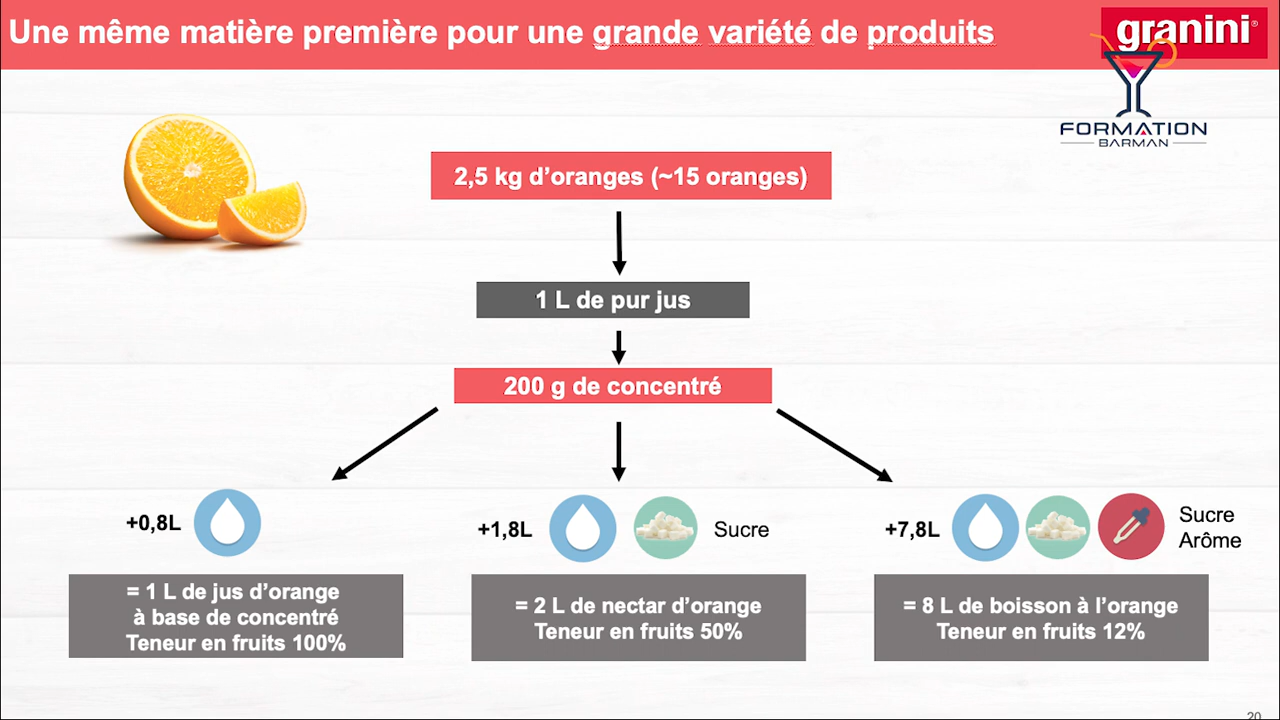 Une même matière première pour une grande variété de produits
granini®
FORMATION
BARMAN
2,5 kg d’oranges (~15 oranges)
1 L de pur jus
200 g de concentré
+0,8L
+1,8L
Sucre
+7,8L
Sucre
Arôme
= 1 L de jus d’orange
à base de concentré
Teneur en fruits 100%
= 2 L de nectar d’orange
Teneur en fruits 50%
= 8 L de boisson à l’orange
Teneur en fruits 12%
20